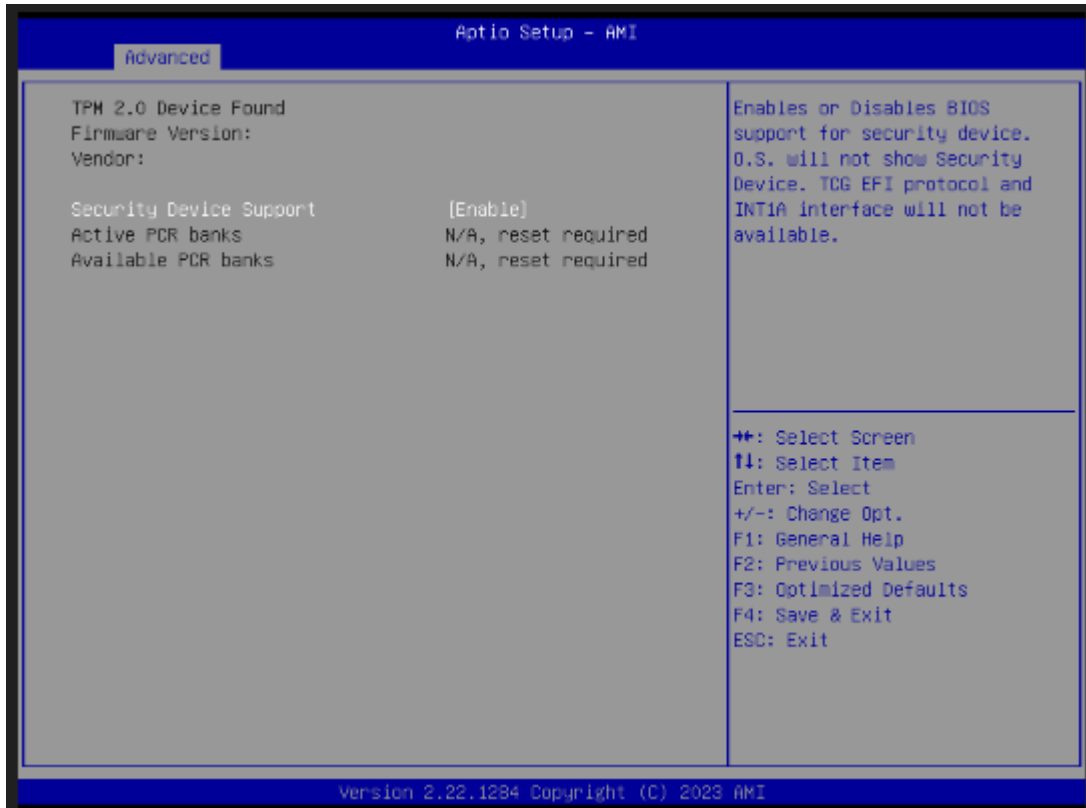 Aptio Setup - AMI
Advanced
TPM 2.0 Device Found
Firmware Version:
Vendor:
Security Device Support [Enable]
Active PCR banks N/A, reset required
Available PCR banks N/A, reset required
Enables or Disables BIOS
support for security device.
O.S. will not show Security
Device. TCG EFI protocol and
INT1A interface will not be
available.
→←: Select Screen
↑↓: Select Item
Enter: Select
+/-: Change Opt.
F1: General Help
F2: Previous Values
F3: Optimized Defaults
F4: Save & Exit
ESC: Exit
Version 2.22.1284 Copyright (C) 2023 AMI